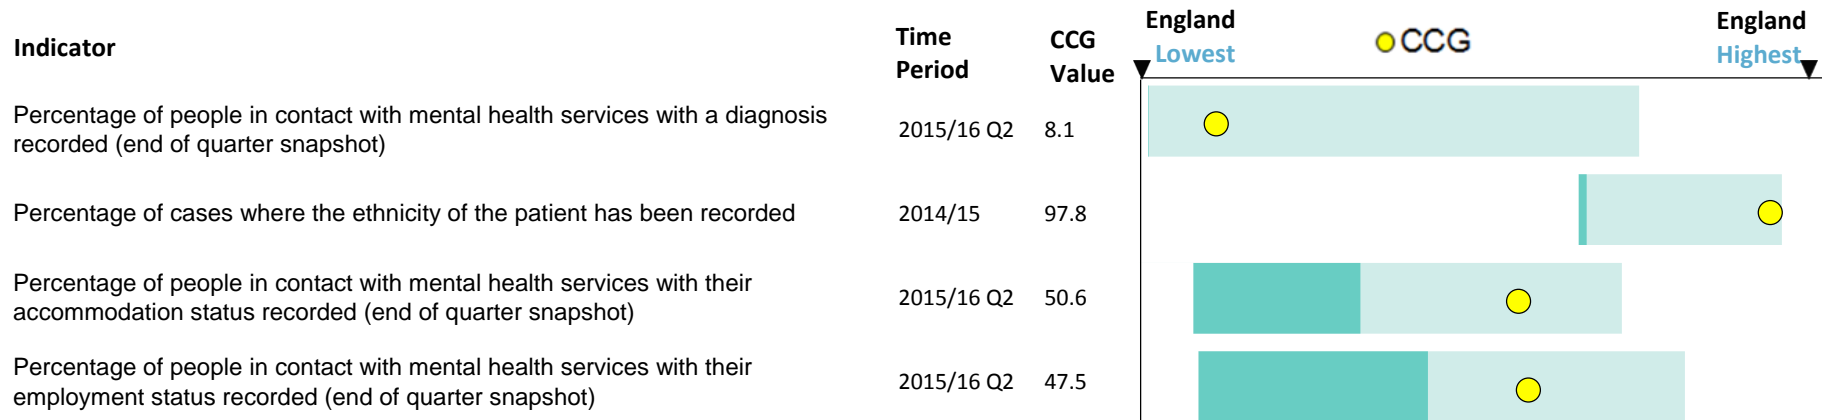 Indicator
Time
Period
CCG
Value
England
Lowest
CCG
England
Highest
Percentage of people in contact with mental health services with a diagnosis
recorded (end of quarter snapshot)
2015/16 Q2
8.1
Percentage of cases where the ethnicity of the patient has been recorded
2014/15
97.8
Percentage of people in contact with mental health services with their
accommodation status recorded (end of quarter snapshot)
2015/16 Q2
50.6
Percentage of people in contact with mental health services with their
employment status recorded (end of quarter snapshot)
2015/16 Q2
47.5